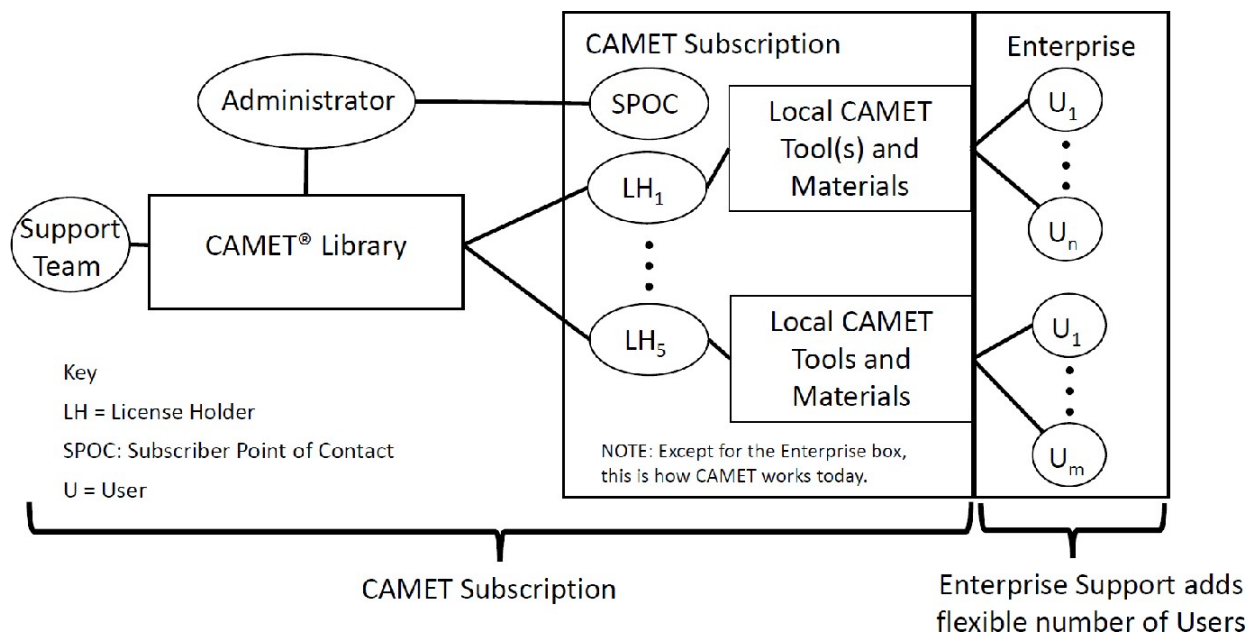 CAMET Subscription
Enterprise
Administrator
SPOC
Local CAMET
Tool(s) and
Materials
U1
LH1
Un
Support
Team
CAMET® Library
LH5
Local CAMET
Tools and
Materials
U1
Um
Key
LH = License Holder
SPOC: Subscriber Point of Contact
U = User
NOTE: Except for the Enterprise box,
this is how CAMET works today.
CAMET Subscription
Enterprise Support adds
flexible number of Users